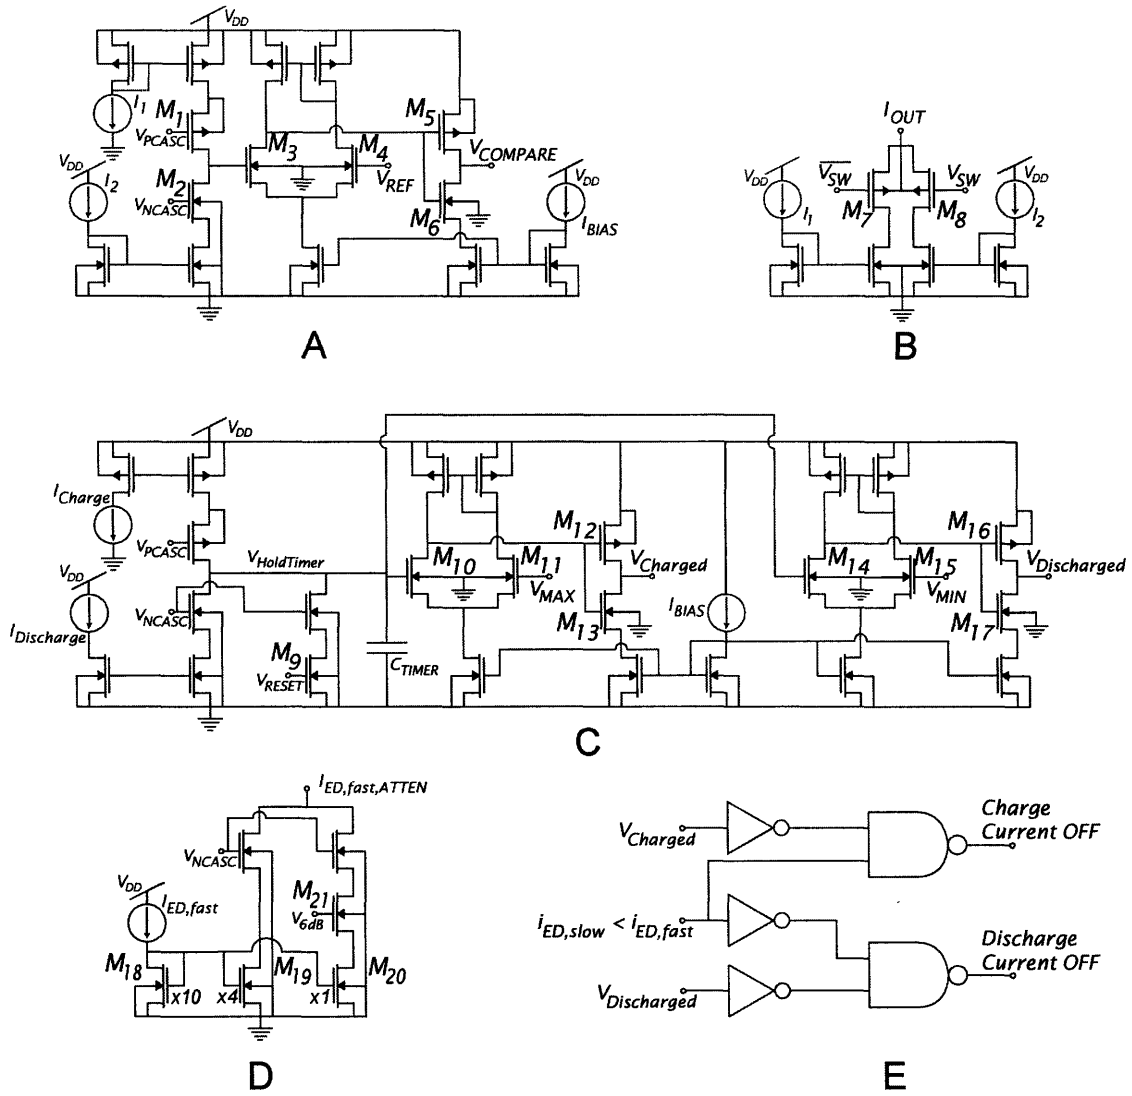 V_DD
I_1
M_1
V_PCASC
V_DD
I_2
M_2
V_NCASC
M_3
M_4
V_REF
M_5
V_COMPARE
M_6
V_DD
I_BIAS
A
I_OUT
V_DD
I_1
V_SW
M_7
V_SW
M_8
V_DD
I_2
B
V_DD
I_Charge
V_PCASC
V_HoldTimer
V_DD
V_NCASC
I_Discharge
M_9
V_RESET
C_TIMER
M_10
M_11
V_MAX
M_12
V_Charged
M_13
I_BIAS
M_14
M_15
V_MIN
M_16
V_Discharged
M_17
C
I_ED,fast,ATTEN
V_NCASC
V_DD
I_ED,fast
M_21
V_6dB
M_18
x10
x4
M_19
x1
M_20
D
V_Charged
Charge
Current OFF
i_ED,slow < i_ED,fast
Discharge
Current OFF
V_Discharged
E